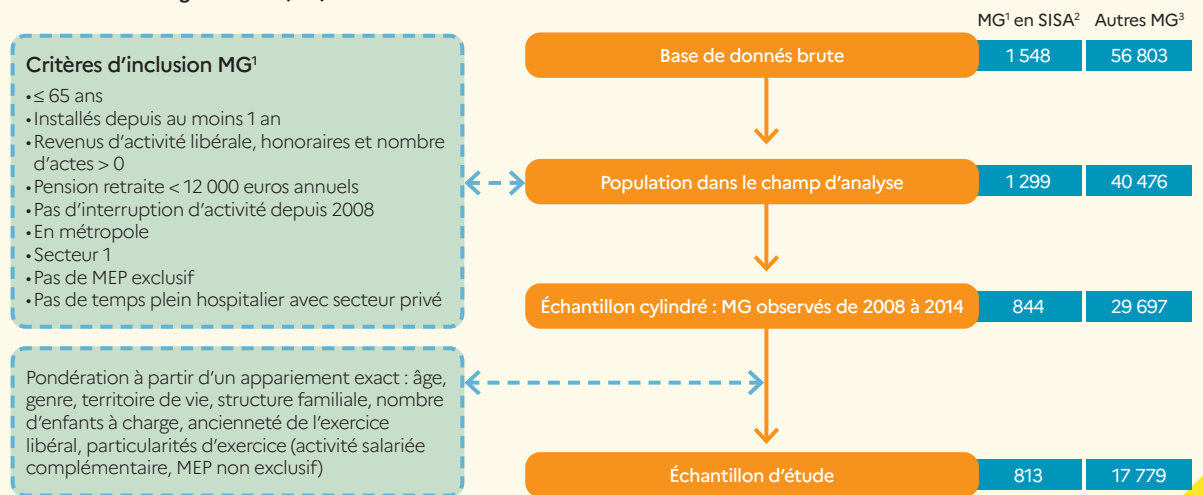 MG¹ en SISA² Autres MG³
Base de donnés brute 1 548 56 803
Critères d'inclusion MG¹
• ≤ 65 ans
• Installés depuis au moins 1 an
• Revenus d'activité libérale, honoraires et nombre
d'actes > 0
• Pension retraite < 12 000 euros annuels
• Pas d'interruption d'activité depuis 2008
• En métropole
• Secteur 1
• Pas de MEP exclusif
• Pas de temps plein hospitalier avec secteur privé
Population dans le champ d'analyse 1 299 40 476
Échantillon cylindré : MG observés de 2008 à 2014 844 29 697
Pondération à partir d'un appariement exact : âge,
genre, territoire de vie, structure familiale, nombre
d'enfants à charge, ancienneté de l'exercice
libéral, particularités d'exercice (activité salariée
complémentaire, MEP non exclusif)
Échantillon d'étude 813 17 779